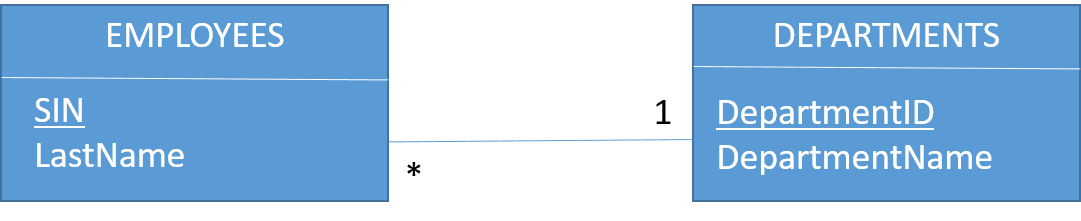 EMPLOYEES
SIN
LastName
*
1
DEPARTMENTS
DepartmentID
DepartmentName